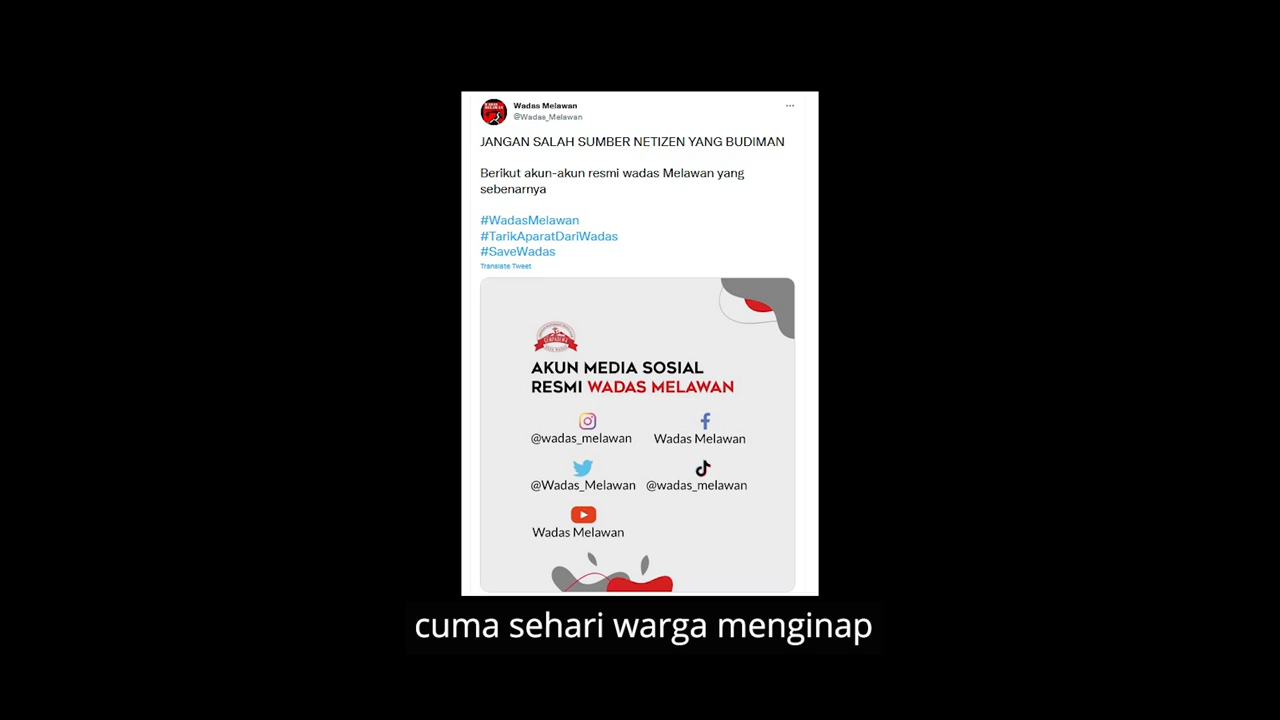 Wadas Melawan
@Wadas_Melawan
JANGAN SALAH SUMBER NETIZEN YANG BUDIMAN
Berikut akun-akun resmi wadas Melawan yang
sebenarnya
#WadasMelawan
#TarikAparatDariWadas
#SaveWadas
Translate Tweet
AKUN MEDIA SOSIAL
RESMI WADAS MELAWAN
@wadas_melawan
Wadas Melawan
@Wadas_Melawan
@wadas_melawan
Wadas Melawan
cuma sehari warga menginap